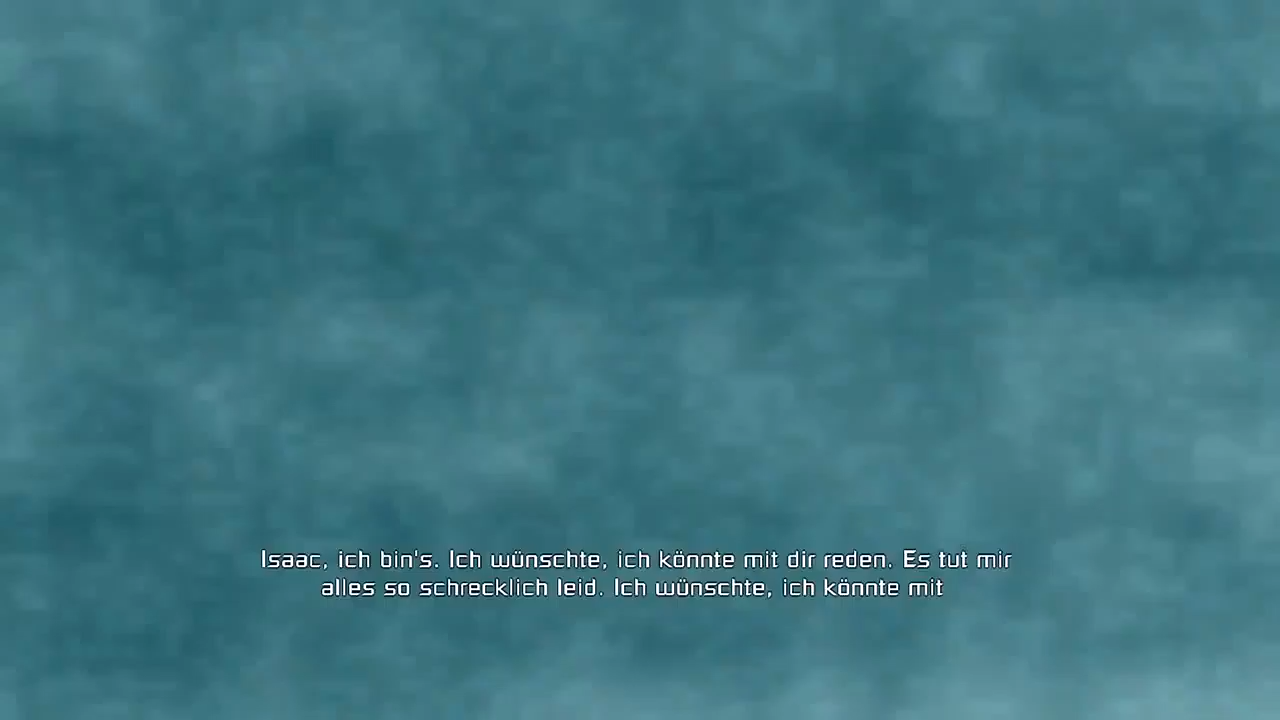 Isaac, ich bin's. Ich wünschte, ich könnte mit dir reden. Es tut mir
alles so schrecklich leid. Ich wünschte, ich könnte mit